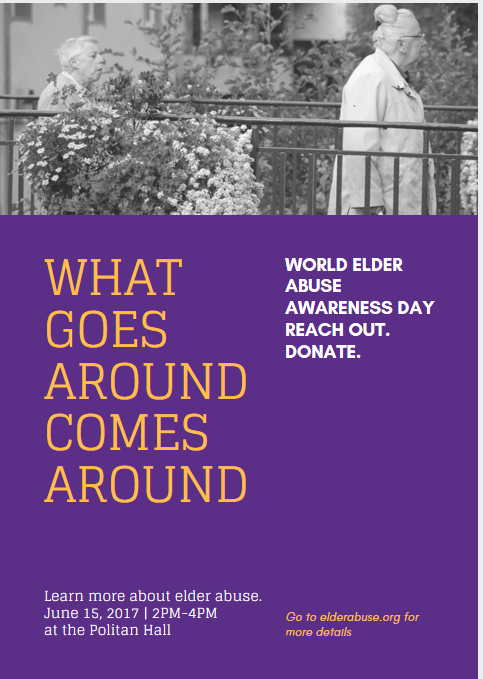 WHAT
GOES
AROUND
COMES
AROUND
WORLD ELDER
ABUSE
AWARENESS DAY
REACH OUT.
DONATE.
Learn more about elder abuse.
June 15, 2017 | 2PM-4PM
at the Politan Hall
Go to elderabuse.org for
more details